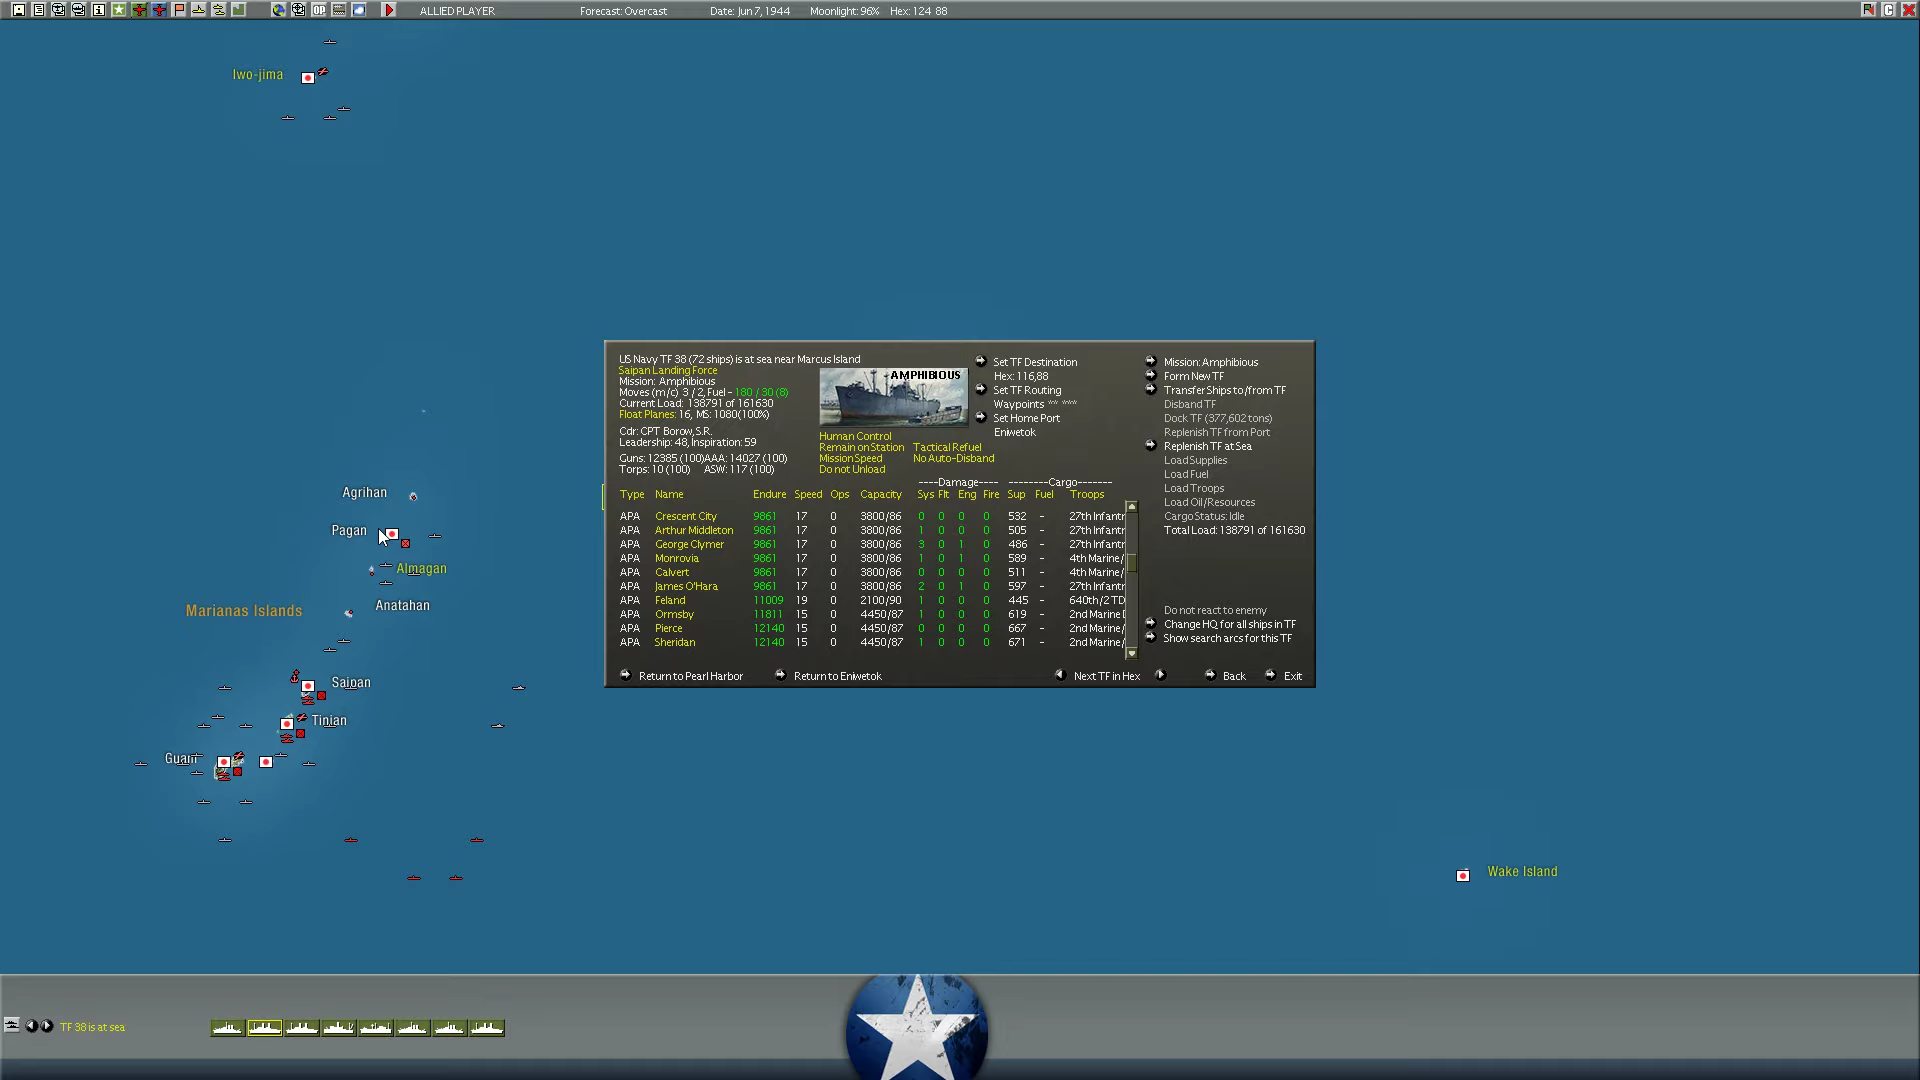 ALLIED PLAYER Forecast: Overcast Date: Jun 7, 1944 Moonlight: 96% Hex: 124 88
Iwo-jima
US Navy TF 38 (72 ships) is at sea near Marcus Island
Saipan Landing Force
Mission: Amphibious
Moves (m/c) 3 / 2, Fuel - 180 / 30 (8)
Current Load: 138791 of 161630
Float Planes: 16, MS: 1080(100%)
Cdr: CPT Borow, S.R.
Leadership: 48, Inspiration: 59
Guns: 12385 (100)AAA: 14027 (100)
Torps: 10 (100) ASW: 117 (100)
AMPHIBIOUS
Human Control
Remain on Station Tactical Refuel
Mission Speed No Auto-Disband
Do not Unload
Set TF Destination
Hex: 116,88
Set TF Routing
Waypoints ** ***
Set Home Port
Eniwetok
Mission: Amphibious
Form New TF
Transfer Ships to/from TF
Disband TF
Dock TF (377,602 tons)
Replenish TF from Port
Replenish TF at Sea
Load Supplies
Load Fuel
Load Troops
Load Oil/Resources
Cargo Status: Idle
Total Load: 138791 of 161630
Do not react to enemy
Change HQ for all ships in TF
Show search arcs for this TF
----Damage---- --------Cargo-------
Type Name Endure Speed Ops Capacity Sys Flt Eng Fire Sup Fuel Troops
APA Crescent City 9861 17 0 3800/86 0 0 0 0 532 - 27th Infantr
APA Arthur Middleton 9861 17 0 3800/86 1 0 0 0 505 - 27th Infantr
APA George Clymer 9861 17 0 3800/86 3 0 1 0 486 - 27th Infantr
APA Monrovia 9861 17 0 3800/86 1 0 1 0 589 - 4th Marine/
APA Calvert 9861 17 0 3800/86 0 0 0 0 511 - 4th Marine/
APA James O'Hara 9861 17 0 3800/86 2 0 1 0 597 - 27th Infantr
APA Feland 11009 19 0 2100/90 1 0 0 0 445 - 640th/2 TD
APA Ormsby 11811 15 0 4450/87 1 0 0 0 619 - 2nd Marine
APA Pierce 12140 15 0 4450/87 0 0 0 0 667 - 2nd Marine/
APA Sheridan 12140 15 0 4450/87 1 0 0 0 671 - 2nd Marine/
Return to Pearl Harbor Return to Eniwetok Next TF in Hex Back Exit
Agrihan
Pagan
Almagan
Anatahan
Marianas Islands
Saipan
Tinian
Guam
Wake Island
TF 38 is at sea